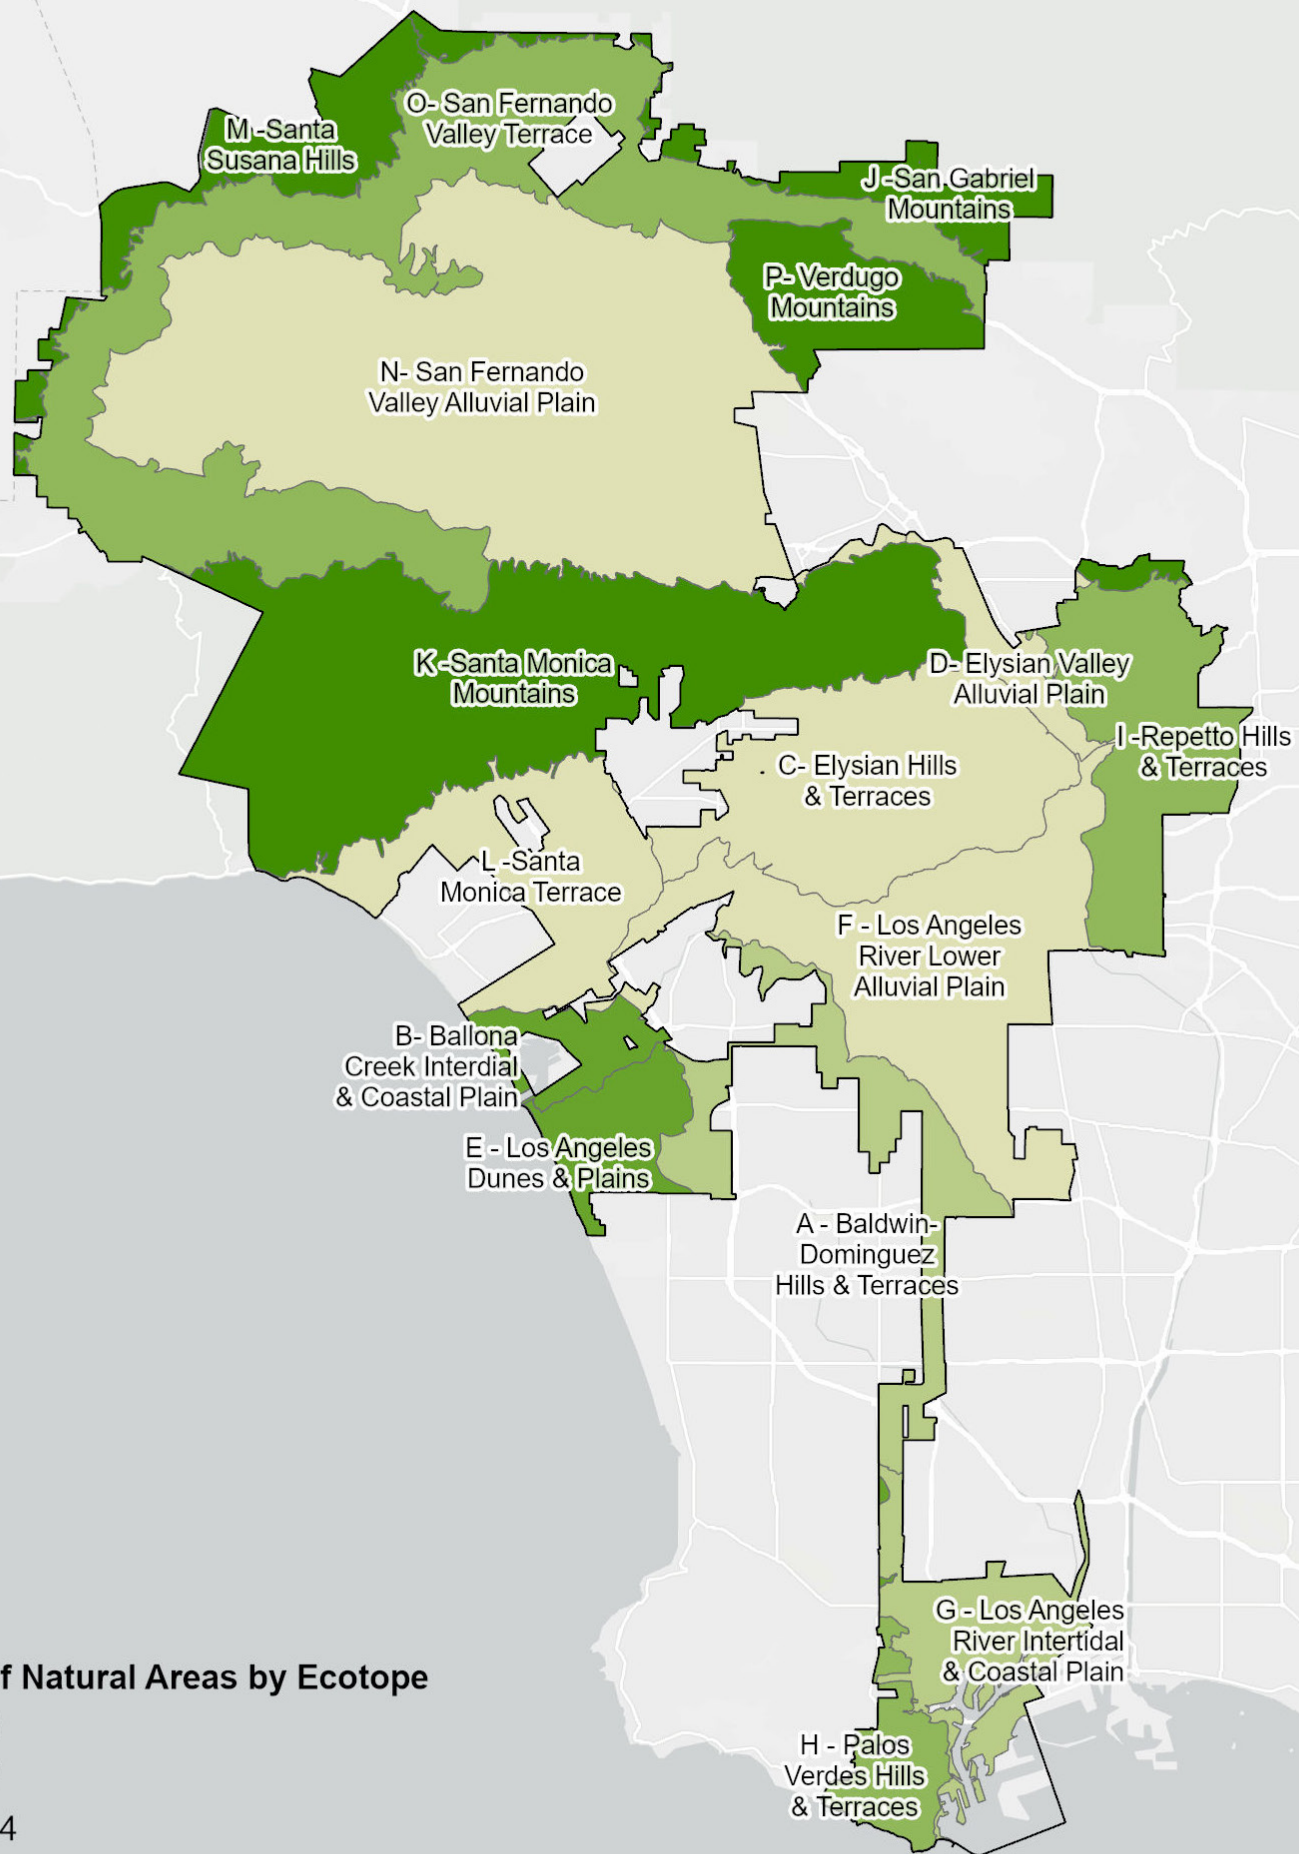 O- San Fernando
Valley Terrace
M -Santa
Susana Hills
J -San Gabriel
Mountains
P- Verdugo
Mountains
N- San Fernando
Valley Alluvial Plain
K -Santa Monica
Mountains
D- Elysian Valley
Alluvial Plain
I -Repetto Hills
& Terraces
C- Elysian Hills
& Terraces
L -Santa
Monica Terrace
F - Los Angeles
River Lower
Alluvial Plain
B- Ballona
Creek Interdial
& Coastal Plain
E - Los Angeles
Dunes & Plains
A - Baldwin-
Dominguez
Hills & Terraces
G - Los Angeles
River Intertidal
& Coastal Plain
f Natural Areas by Ecotope
H - Palos
Verdes Hills
& Terraces
4